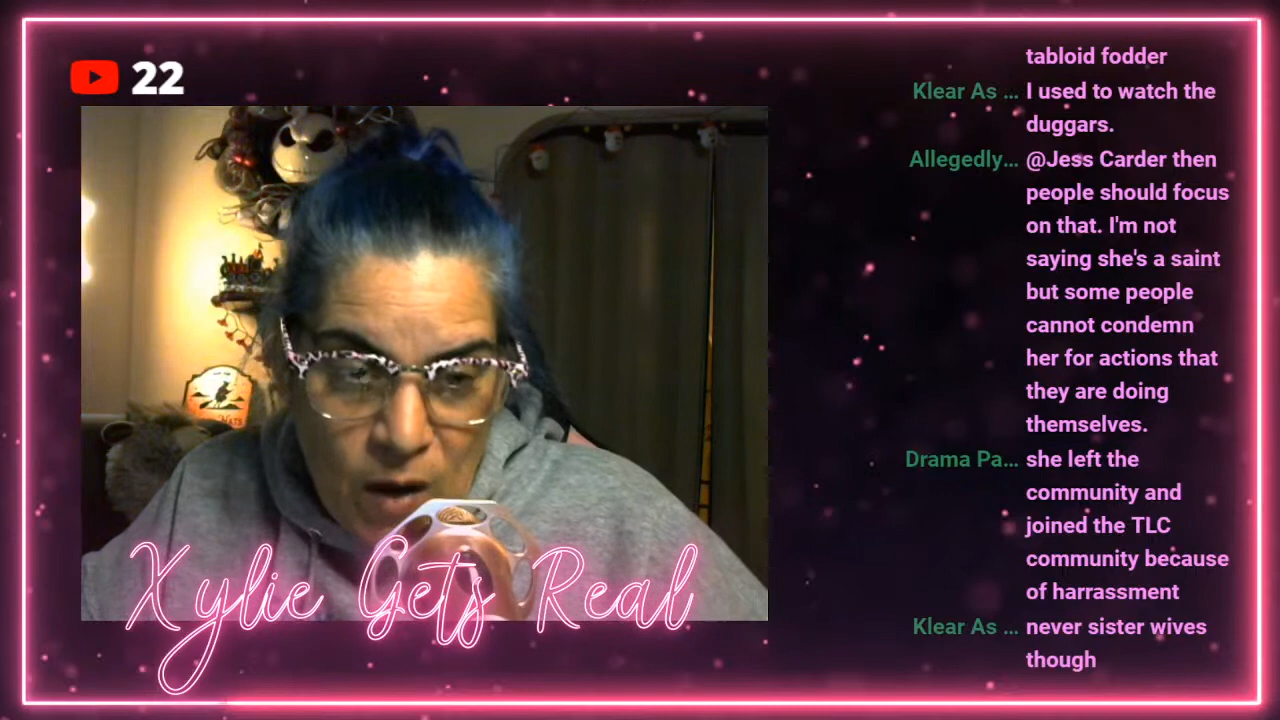 22
Xylie Gets Real
tabloid fodder
Klear As ... I used to watch the
duggars.
Allegedly... @Jess Carder then
people should focus
on that. I'm not
saying she's a saint
but some people
cannot condemn
her for actions that
they are doing
themselves.
Drama Pa... she left the
community and
joined the TLC
community because
of harrassment
Klear As ... never sister wives
though